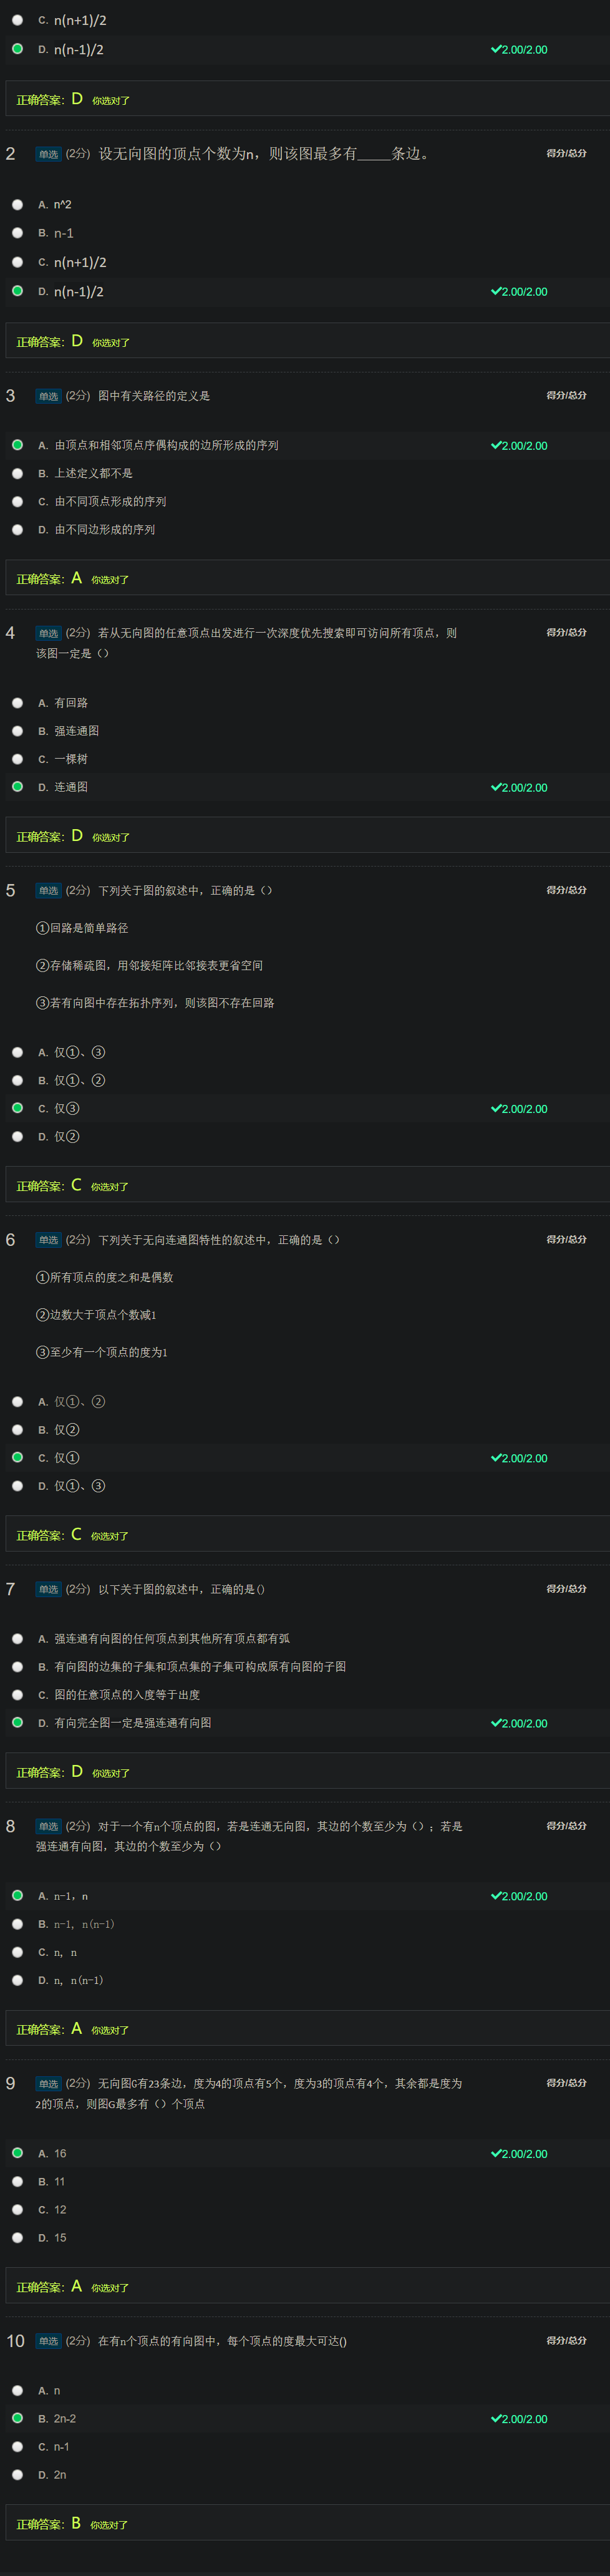 C. n(n+1)/2
D. n(n-1)/2 ✔2.00/2.00
正确答案：D 你选对了
2 单选 (2分) 设无向图的顶点个数为n，则该图最多有_____条边。 得分/总分
A. n^2
B. n-1
C. n(n+1)/2
D. n(n-1)/2 ✔2.00/2.00
正确答案：D 你选对了
3 单选 (2分) 图中有关路径的定义是 得分/总分
A. 由顶点和相邻顶点序偶构成的边所形成的序列 ✔2.00/2.00
B. 上述定义都不是
C. 由不同顶点形成的序列
D. 由不同边形成的序列
正确答案：A 你选对了
4 单选 (2分) 若从无向图的任意顶点出发进行一次深度优先搜索即可访问所有顶点，则 得分/总分
该图一定是（）
A. 有回路
B. 强连通图
C. 一棵树
D. 连通图 ✔2.00/2.00
正确答案：D 你选对了
5 单选 (2分) 下列关于图的叙述中，正确的是（） 得分/总分
①回路是简单路径
②存储稀疏图，用邻接矩阵比邻接表更省空间
③若有向图中存在拓扑序列，则该图不存在回路
A. 仅①、③
B. 仅①、②
C. 仅③ ✔2.00/2.00
D. 仅②
正确答案：C 你选对了
6 单选 (2分) 下列关于无向连通图特性的叙述中，正确的是（） 得分/总分
①所有顶点的度之和是偶数
②边数大于顶点个数减1
③至少有一个顶点的度为1
A. 仅①、②
B. 仅②
C. 仅① ✔2.00/2.00
D. 仅①、③
正确答案：C 你选对了
7 单选 (2分) 以下关于图的叙述中，正确的是() 得分/总分
A. 强连通有向图的任何顶点到其他所有顶点都有弧
B. 有向图的边集的子集和顶点集的子集可构成原有向图的子图
C. 图的任意顶点的入度等于出度
D. 有向完全图一定是强连通有向图 ✔2.00/2.00
正确答案：D 你选对了
8 单选 (2分) 对于一个有n个顶点的图，若是连通无向图，其边的个数至少为（）；若是 得分/总分
强连通有向图，其边的个数至少为（）
A. n-1，n ✔2.00/2.00
B. n-1, n(n-1)
C. n, n
D. n, n(n-1)
正确答案：A 你选对了
9 单选 (2分) 无向图G有23条边，度为4的顶点有5个，度为3的顶点有4个，其余都是度为 得分/总分
2的顶点，则图G最多有（）个顶点
A. 16 ✔2.00/2.00
B. 11
C. 12
D. 15
正确答案：A 你选对了
10 单选 (2分) 在有n个顶点的有向图中，每个顶点的度最大可达() 得分/总分
A. n
B. 2n-2 ✔2.00/2.00
C. n-1
D. 2n
正确答案：B 你选对了